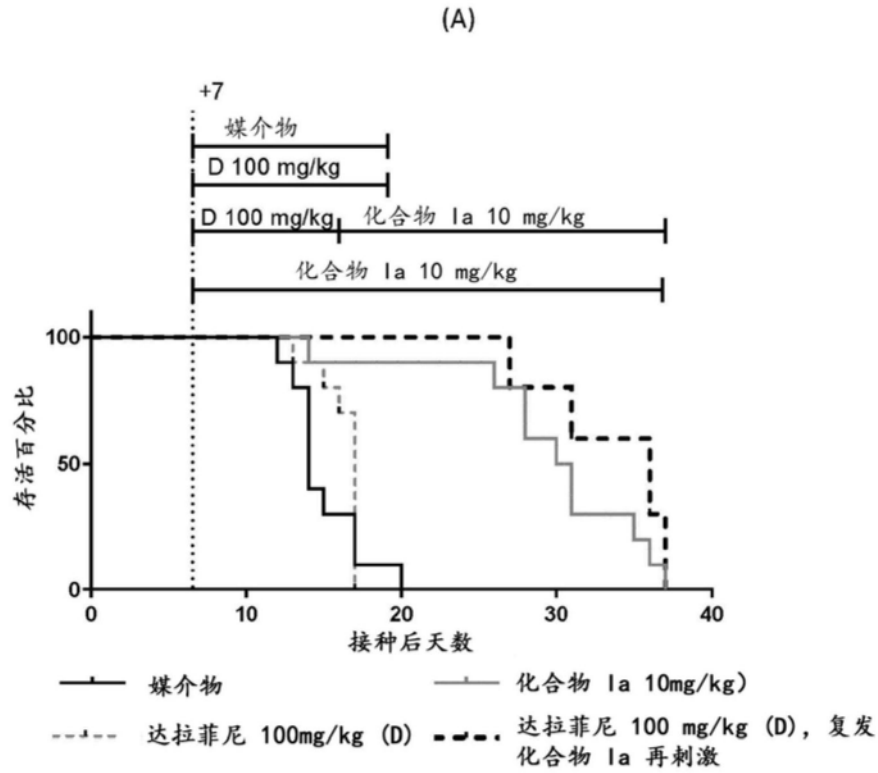 (A)
+7
媒介物
D 100 mg/kg
D 100 mg/kg 化合物 Ia 10 mg/kg
化合物 Ia 10 mg/kg
100
50
0
存活百分比
0 10 20 30 40
接种后天数
媒介物
化合物 Ia 10mg/kg)
达拉菲尼 100mg/kg (D)
达拉菲尼 100 mg/kg (D), 复发
化合物 Ia 再刺激